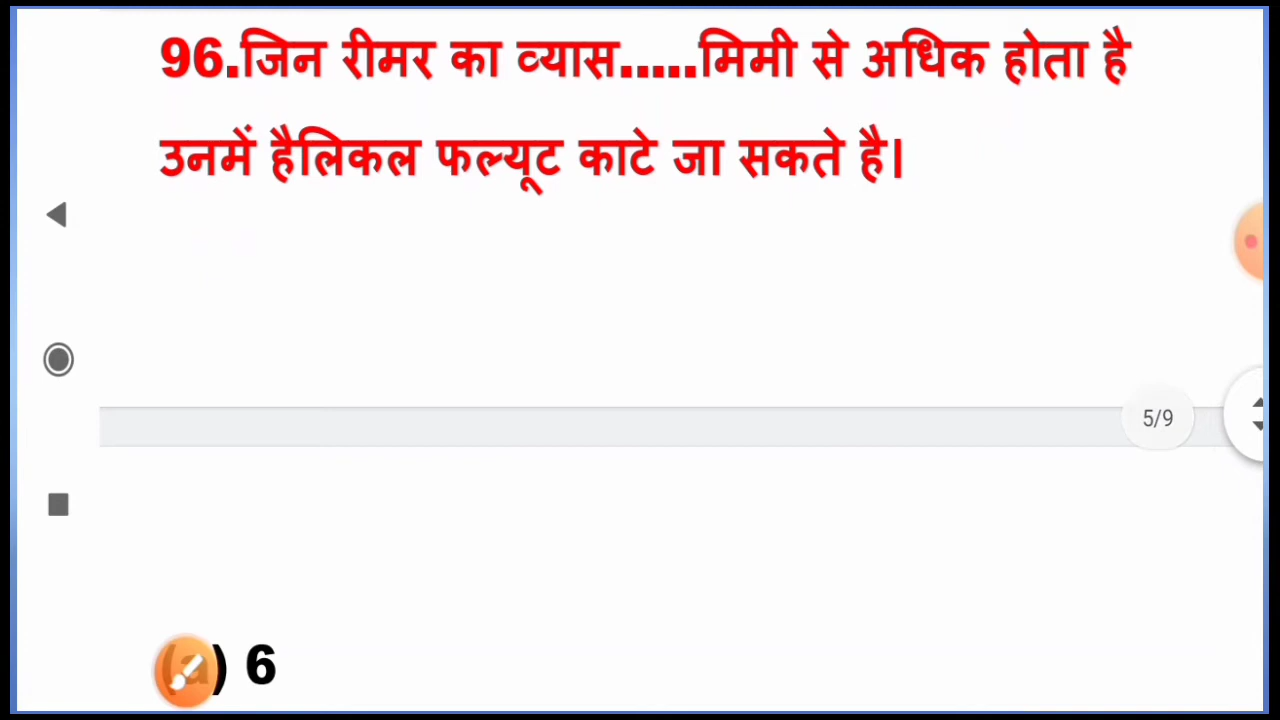 96.जिन रीमर का व्यास.....मिमी से अधिक होता है
उनमें हैलिकल फल्यूट काटे जा सकते है।
5/9
(a) 6